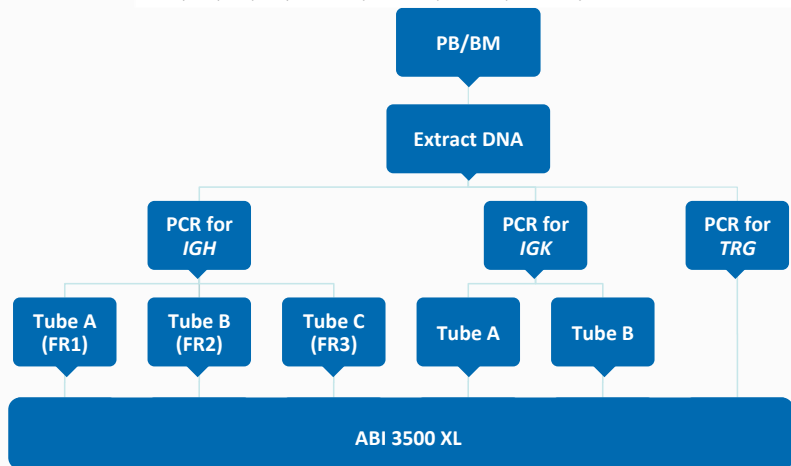 PB/BM
Extract DNA
PCR for
IGH
PCR for
IGK
PCR for
TRG
Tube A
(FR1)
Tube B
(FR2)
Tube C
(FR3)
Tube A
Tube B
ABI 3500 XL